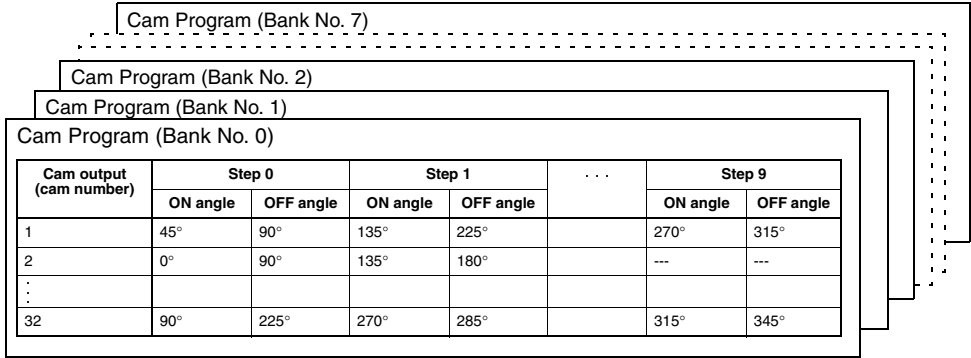 Cam Program (Bank No. 7)
Cam Program (Bank No. 2)
Cam Program (Bank No. 1)
Cam Program (Bank No. 0)
Cam output (cam number) Step 0 Step 1 . . . Step 9
ON angle OFF angle ON angle OFF angle ON angle OFF angle
1 45° 90° 135° 225° 270° 315°
2 0° 90° 135° 180° --- ---
32 90° 225° 270° 285° 315° 345°